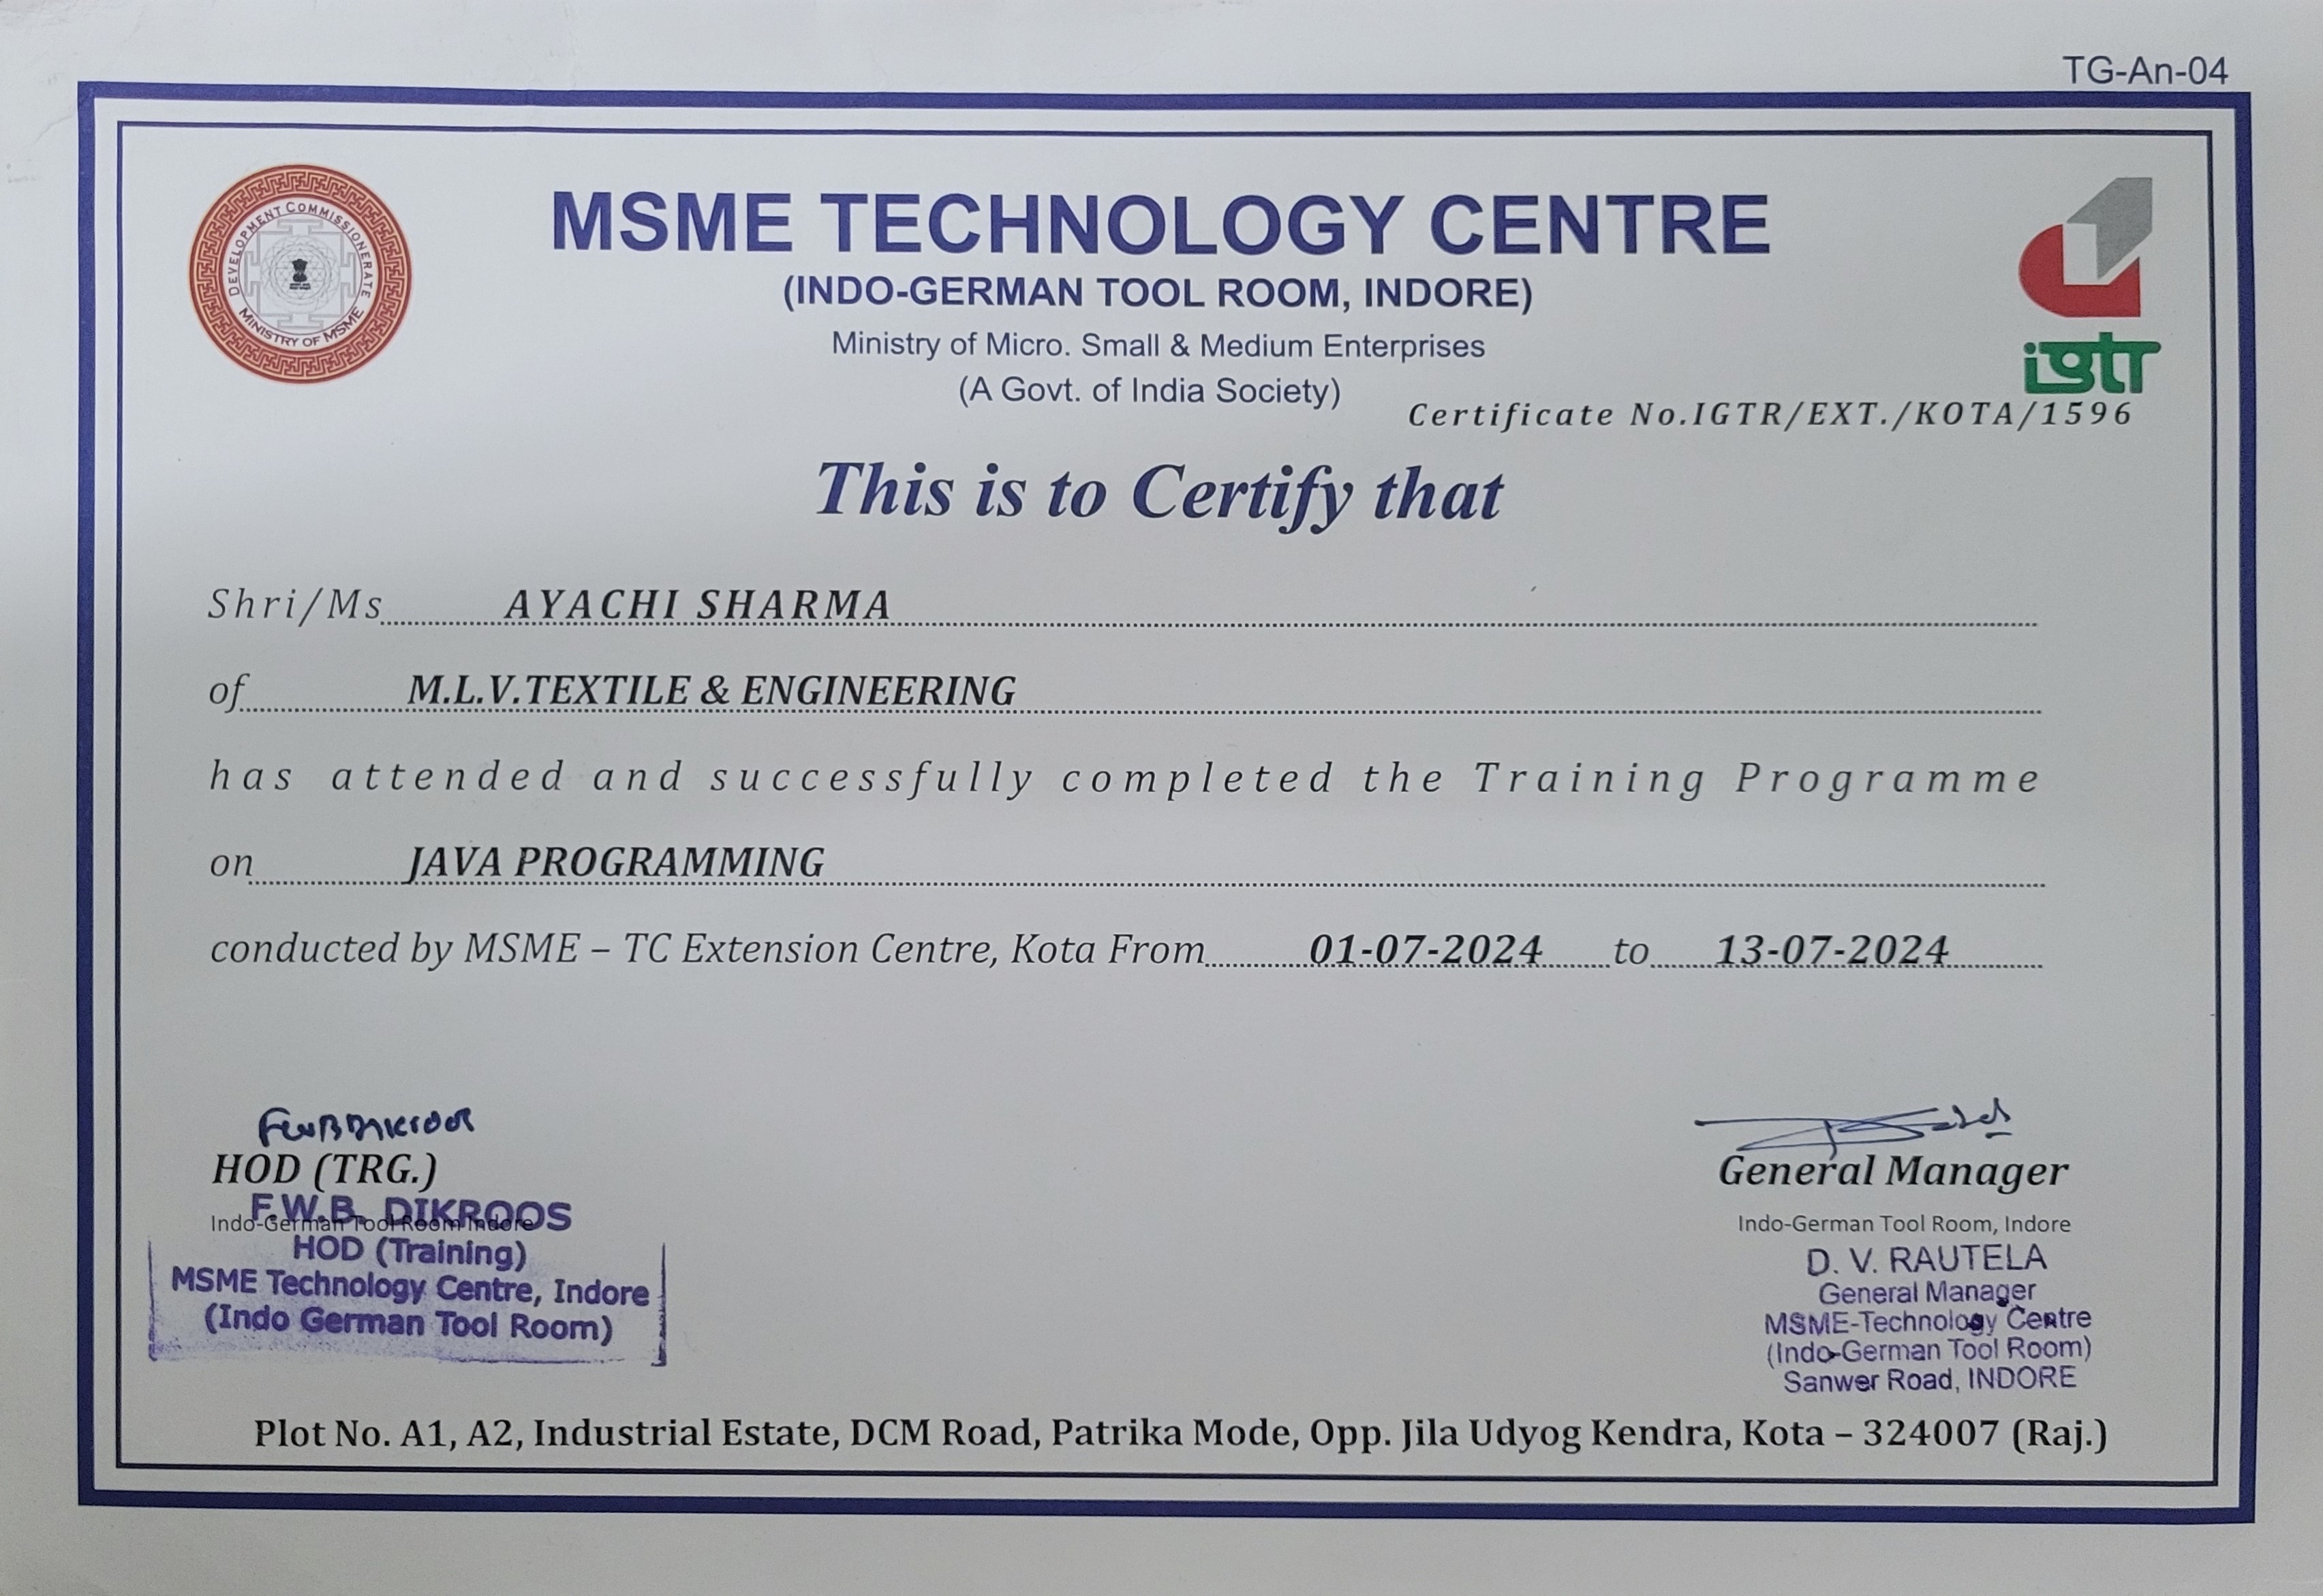 TG-An-04
DEVELOPMENT COMMISSIONERATE
MINISTRY OF MSME
MSME TECHNOLOGY CENTRE
(INDO-GERMAN TOOL ROOM, INDORE)
Ministry of Micro. Small & Medium Enterprises
(A Govt. of India Society)
igtr
Certificate No.IGTR/EXT./KOTA/1596
This is to Certify that
Shri/Ms AYACHI SHARMA
of M.L.V.TEXTILE & ENGINEERING
has attended and successfully completed the Training Programme
on JAVA PROGRAMMING
conducted by MSME – TC Extension Centre, Kota From 01-07-2024 to 13-07-2024
FWBDikroos
HOD (TRG.)
Indo-German Tool Room Indore
F.W.B. DIKROOS
HOD (Training)
MSME Technology Centre, Indore
(Indo German Tool Room)
General Manager
Indo-German Tool Room, Indore
D. V. RAUTELA
General Manager
MSME-Technology Centre
(Indo-German Tool Room)
Sanwer Road, INDORE
Plot No. A1, A2, Industrial Estate, DCM Road, Patrika Mode, Opp. Jila Udyog Kendra, Kota – 324007 (Raj.)